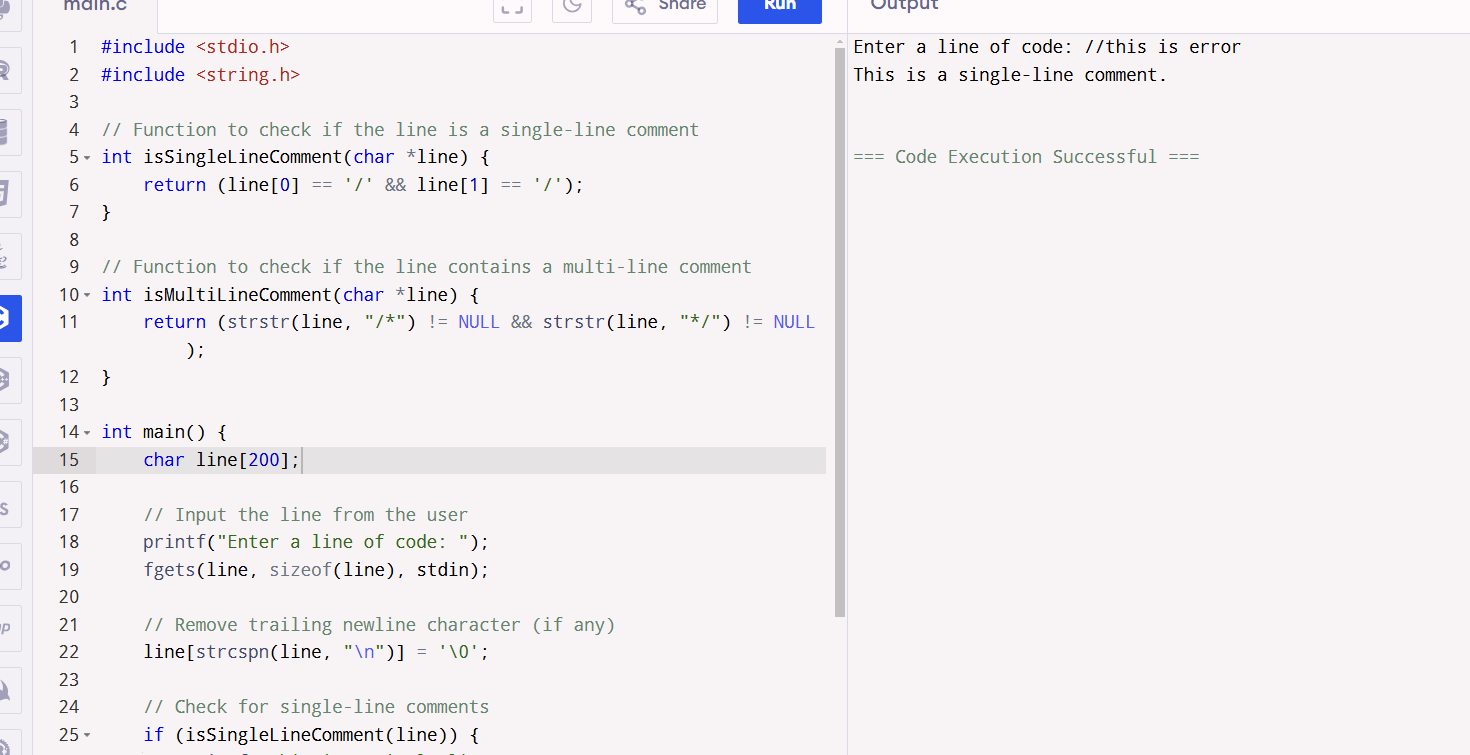 main.c
Share
Run
Output
1 #include <stdio.h>
2 #include <string.h>
3
4 // Function to check if the line is a single-line comment
5 int isSingleLineComment(char *line) {
6 return (line[0] == '/' && line[1] == '/');
7 }
8
9 // Function to check if the line contains a multi-line comment
10 int isMultiLineComment(char *line) {
11 return (strstr(line, "/*") != NULL && strstr(line, "*/") != NULL
);
12 }
13
14 int main() {
15 char line[200];
16
17 // Input the line from the user
18 printf("Enter a line of code: ");
19 fgets(line, sizeof(line), stdin);
20
21 // Remove trailing newline character (if any)
22 line[strcspn(line, "\n")] = '\0';
23
24 // Check for single-line comments
25 if (isSingleLineComment(line)) {
Enter a line of code: //this is error
This is a single-line comment.
=== Code Execution Successful ===